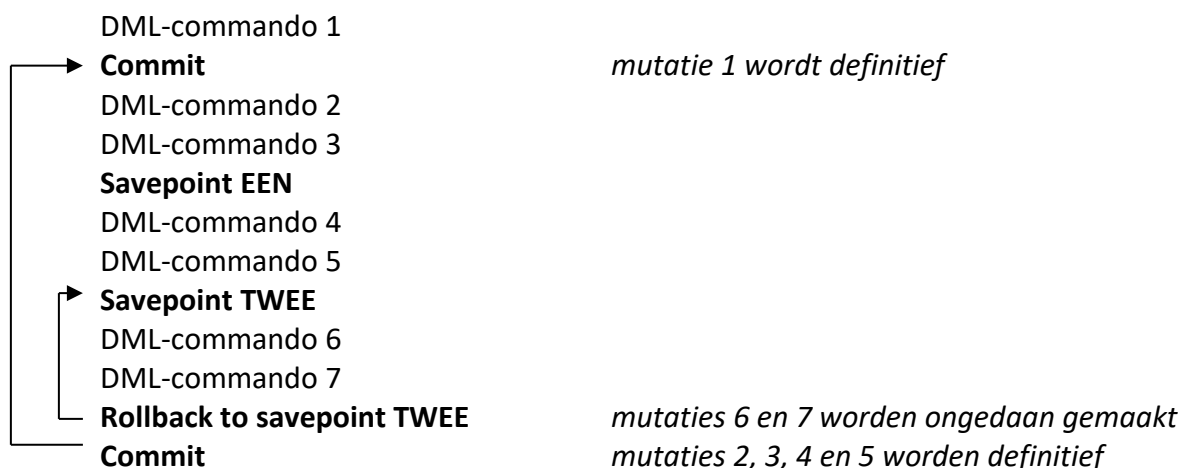 DML-commando 1
Commit mutatie 1 wordt definitief
DML-commando 2
DML-commando 3
Savepoint EEN
DML-commando 4
DML-commando 5
Savepoint TWEE
DML-commando 6
DML-commando 7
Rollback to savepoint TWEE mutaties 6 en 7 worden ongedaan gemaakt
Commit mutaties 2, 3, 4 en 5 worden definitief